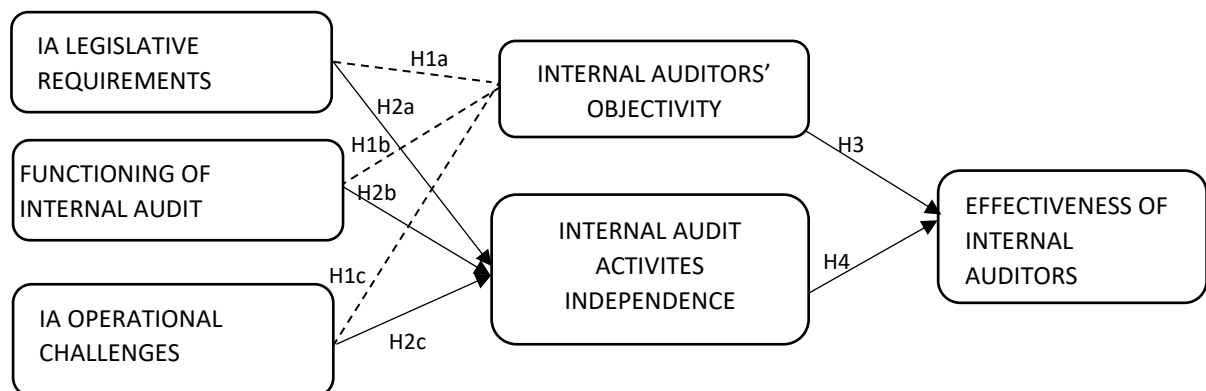 IA LEGISLATIVE
REQUIREMENTS
FUNCTIONING OF
INTERNAL AUDIT
IA OPERATIONAL
CHALLENGES
H1a
H2a
H1b
H2b
H1c
H2c
INTERNAL AUDITORS’
OBJECTIVITY
INTERNAL AUDIT
ACTIVITES
INDEPENDENCE
H3
H4
EFFECTIVENESS OF
INTERNAL
AUDITORS